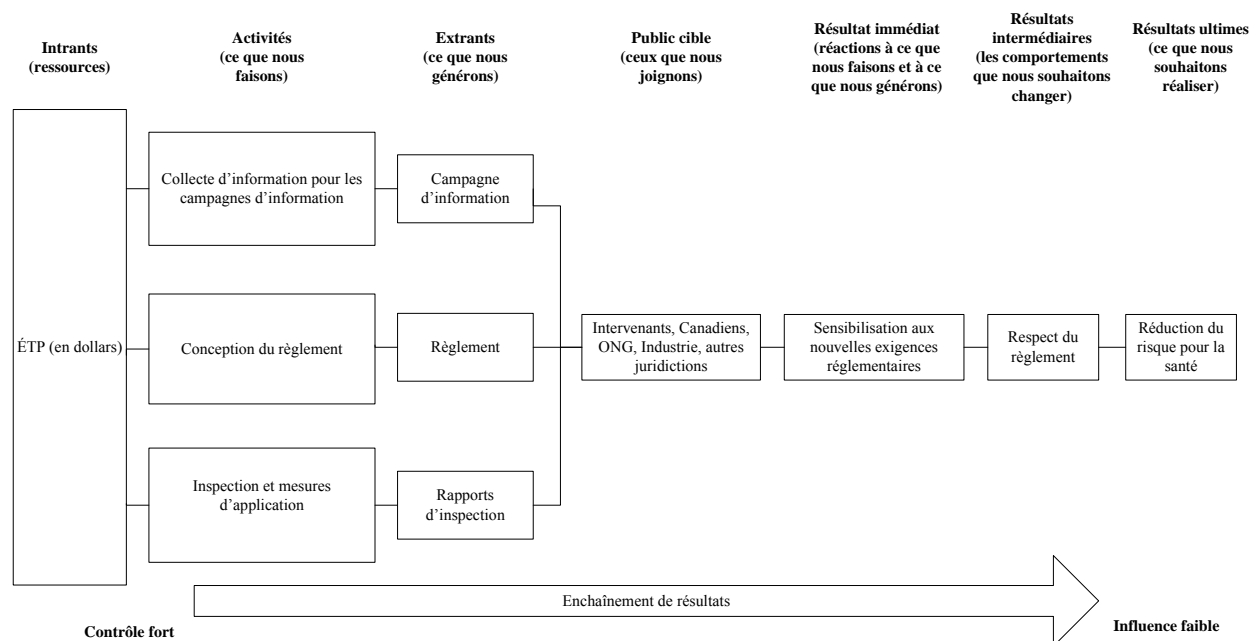 Intrants
(ressources)
Activités
(ce que nous
faisons)
Extrants
(ce que nous
générons)
Public cible
(ceux que nous
joignons)
Résultat immédiat
(réactions à ce que
nous faisons et à ce
que nous générons)
Résultats
intermédiaires
(les comportements
que nous souhaitons
changer)
Résultats ultimes
(ce que nous
souhaitons
réaliser)
ÉTP (en dollars)
Collecte d’information pour les
campagnes d’information
Campagne
d’information
Conception du règlement
Règlement
Intervenants, Canadiens,
ONG, Industrie, autres
juridictions
Sensibilisation aux
nouvelles exigences
réglementaires
Respect du
règlement
Réduction du
risque pour la
santé
Inspection et mesures
d’application
Rapports
d’inspection
Enchaînement de résultats
Contrôle fort
Influence faible